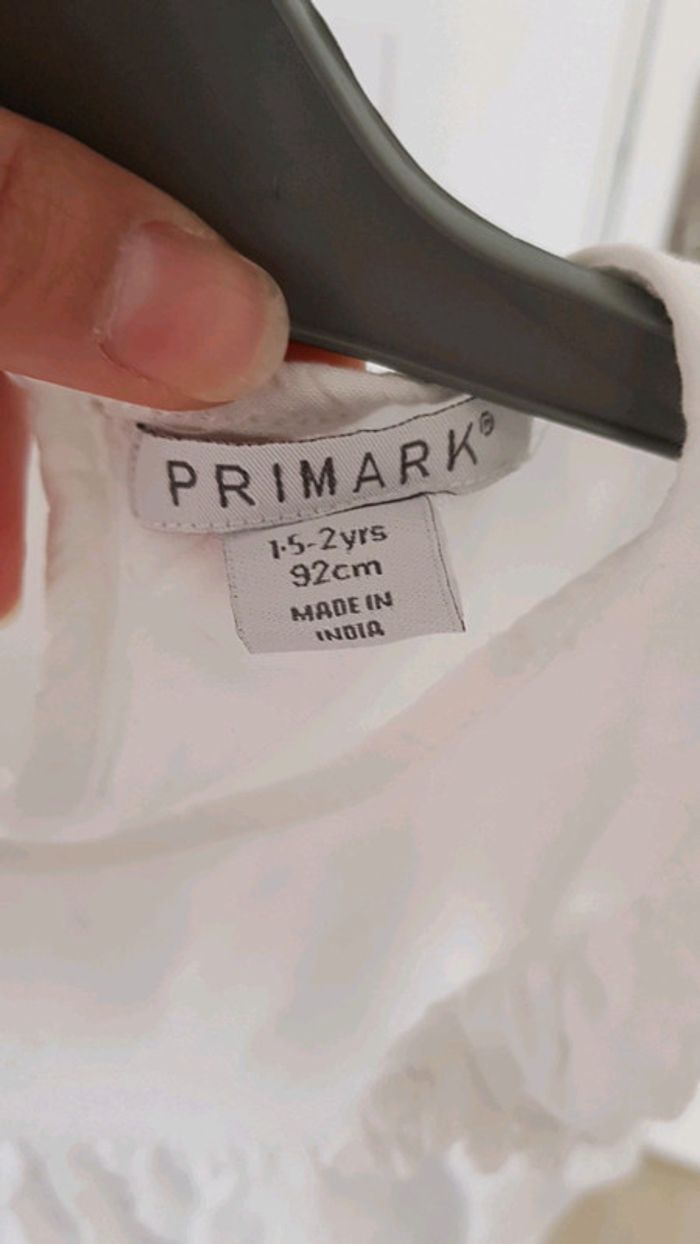 PRIMARK®
1·5-2yrs
92cm
MADE IN
INDIA